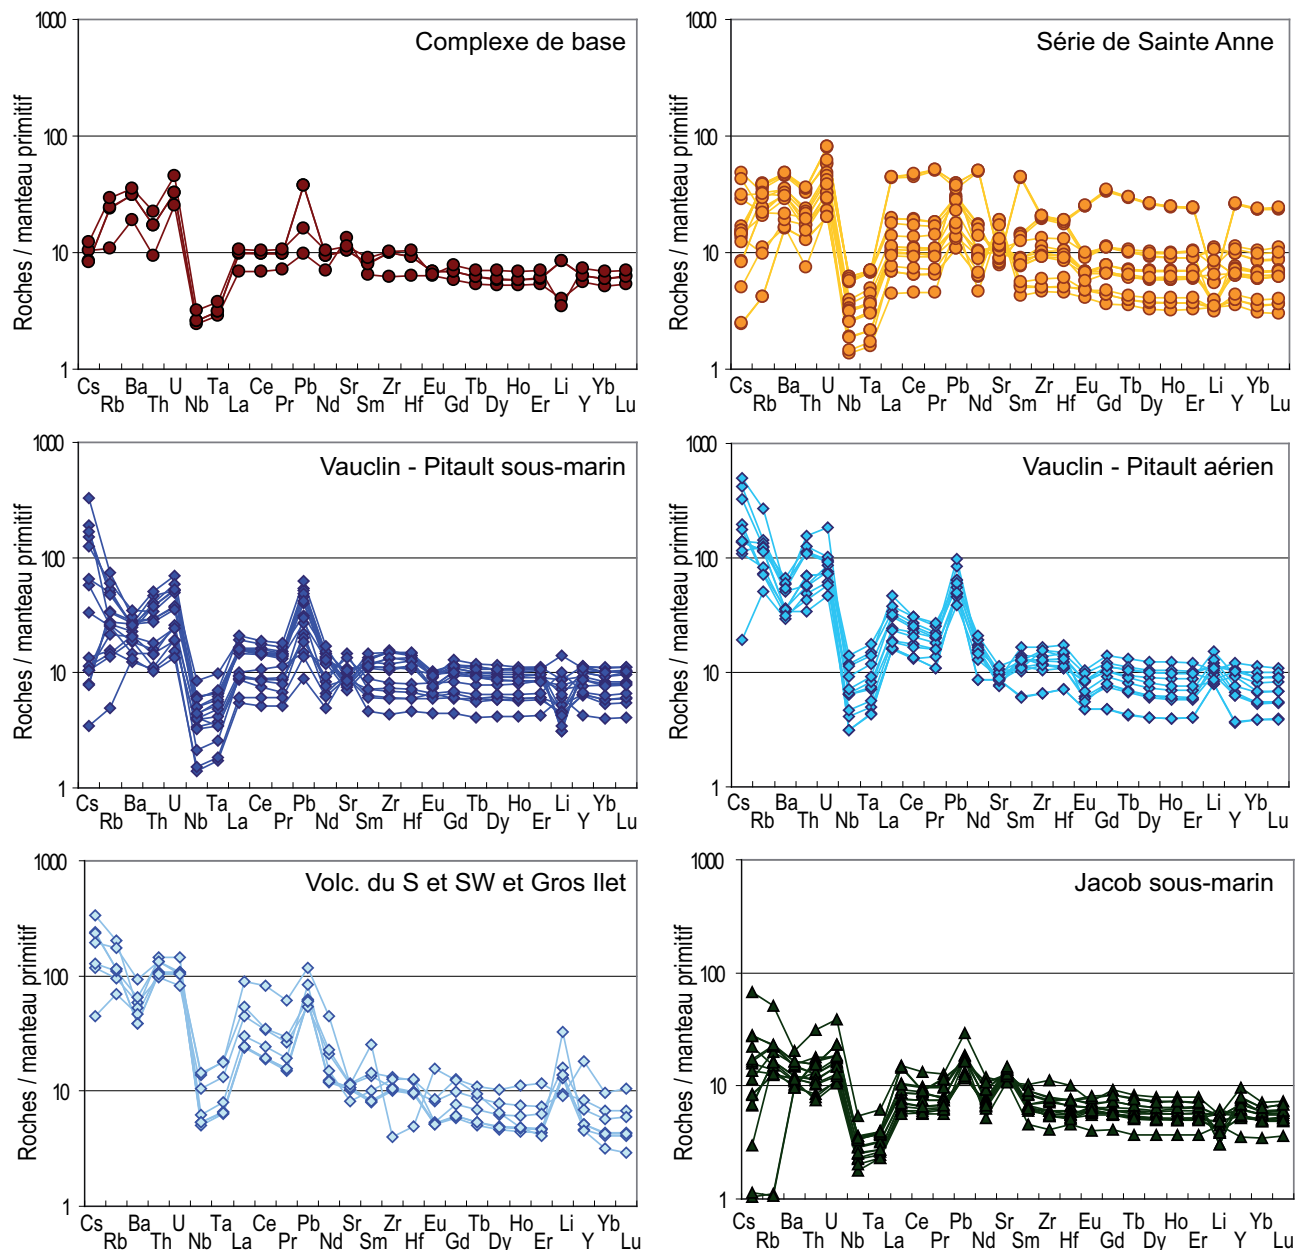 Complexe de base
Roches / manteau primitif
1000
100
10
1
Cs Ba U Ta Ce Pb Sr Zr Eu Tb Ho Li Yb
Rb Th Nb La Pr Nd Sm Hf Gd Dy Er Y Lu
Série de Sainte Anne
Roches / manteau primitif
1000
100
10
1
Cs Ba U Ta Ce Pb Sr Zr Eu Tb Ho Li Yb
Rb Th Nb La Pr Nd Sm Hf Gd Dy Er Y Lu
Vauclin - Pitault sous-marin
Roches / manteau primitif
1000
100
10
1
Cs Ba U Ta Ce Pb Sr Zr Eu Tb Ho Li Yb
Rb Th Nb La Pr Nd Sm Hf Gd Dy Er Y Lu
Vauclin - Pitault aérien
Roches / manteau primitif
1000
100
10
1
Cs Ba U Ta Ce Pb Sr Zr Eu Tb Ho Li Yb
Rb Th Nb La Pr Nd Sm Hf Gd Dy Er Y Lu
Volc. du S et SW et Gros Ilet
Roches / manteau primitif
1000
100
10
1
Cs Ba U Ta Ce Pb Sr Zr Eu Tb Ho Li Yb
Rb Th Nb La Pr Nd Sm Hf Gd Dy Er Y Lu
Jacob sous-marin
Roches / manteau primitif
1000
100
10
1
Cs Ba U Ta Ce Pb Sr Zr Eu Tb Ho Li Yb
Rb Th Nb La Pr Nd Sm Hf Gd Dy Er Y Lu